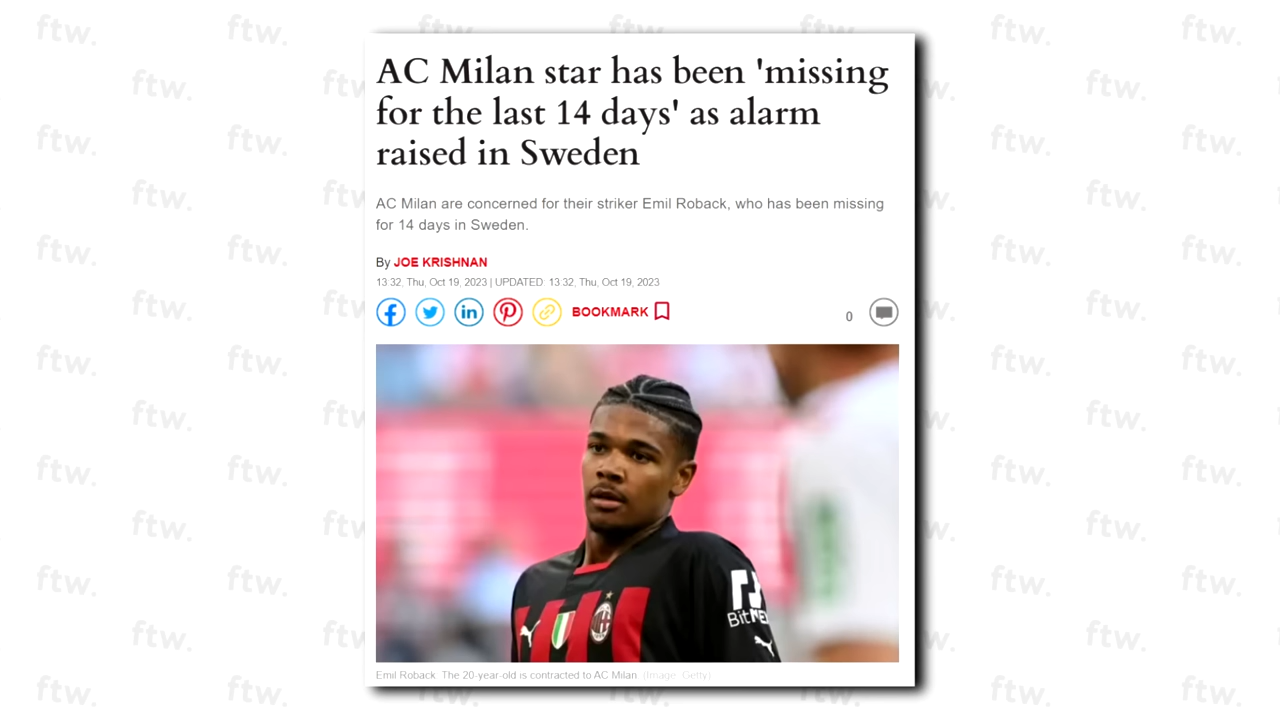 AC Milan star has been 'missing
for the last 14 days' as alarm
raised in Sweden
AC Milan are concerned for their striker Emil Roback, who has been missing
for 14 days in Sweden.
By JOE KRISHNAN
13:32, Thu, Oct 19, 2023 | UPDATED: 13:32, Thu, Oct 19, 2023
BOOKMARK
0
BitMEX
Emil Roback. The 20-year-old is contracted to AC Milan. (Image: Getty)
ftw.